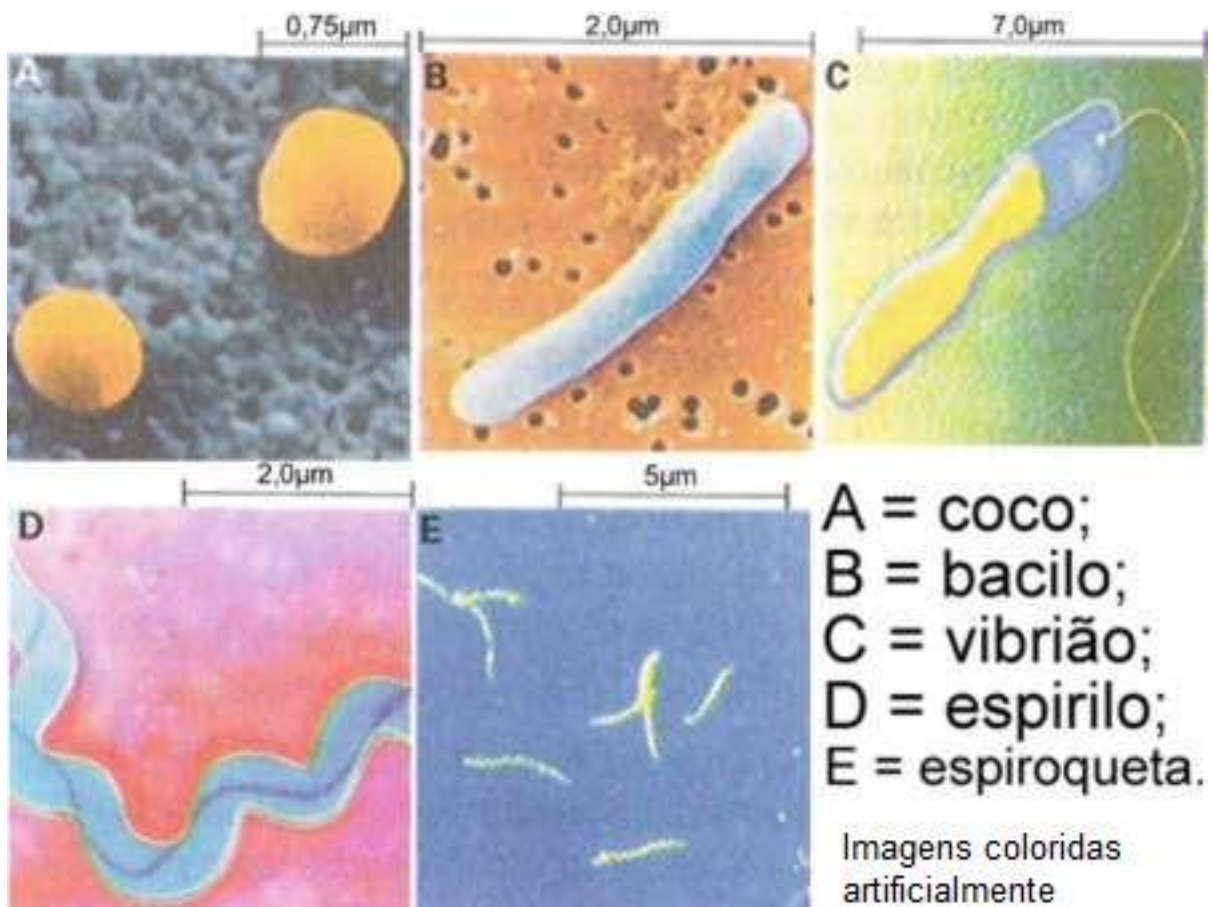 0,75µm
2,0µm
7,0µm
A
B
C
2,0µm
5µm
D
E
A = coco;
B = bacilo;
C = vibrião;
D = espirilo;
E = espiroqueta.
Imagens coloridas
artificialmente